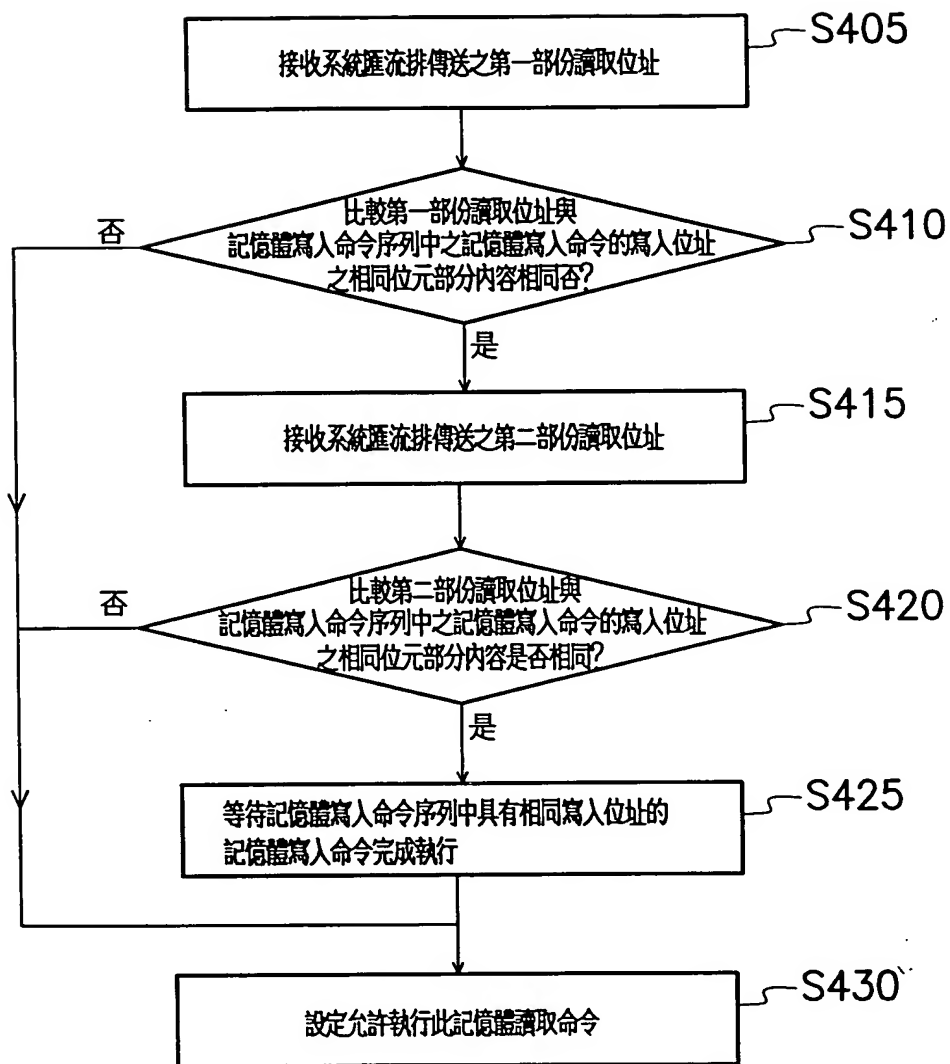 接收系統匯流排傳送之第一部份讀取位址
S405
比較第一部份讀取位址與
記憶體寫入命令序列中之記憶體寫入命令的寫入位址
之相同位元部分內容相同否?
S410
否
是
接收系統匯流排傳送之第二部份讀取位址
S415
比較第二部份讀取位址與
記憶體寫入命令序列中之記憶體寫入命令的寫入位址
之相同位元部分內容是否相同?
S420
否
是
等待記憶體寫入命令序列中具有相同寫入位址的
記憶體寫入命令完成執行
S425
設定允許執行此記憶體讀取命令
S430